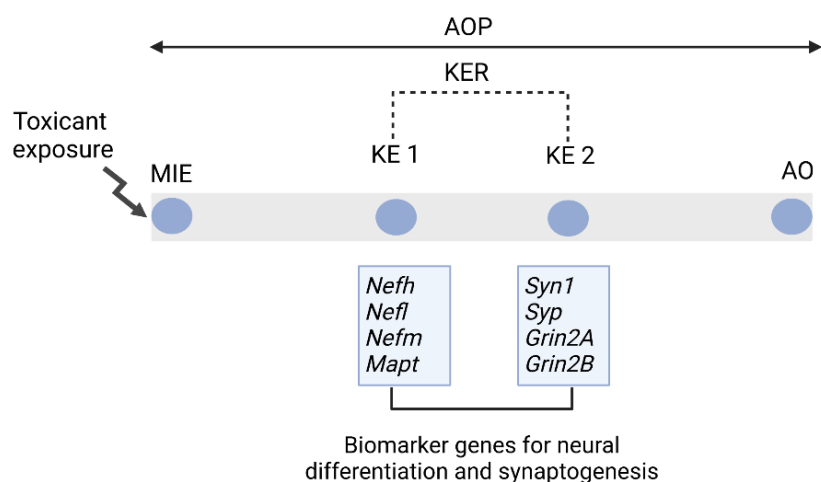 AOP
KER
Toxicant
exposure
MIE
KE 1
KE 2
AO
Nefh
Nefl
Nefm
Mapt
Syn1
Syp
Grin2A
Grin2B
Biomarker genes for neural
differentiation and synaptogenesis